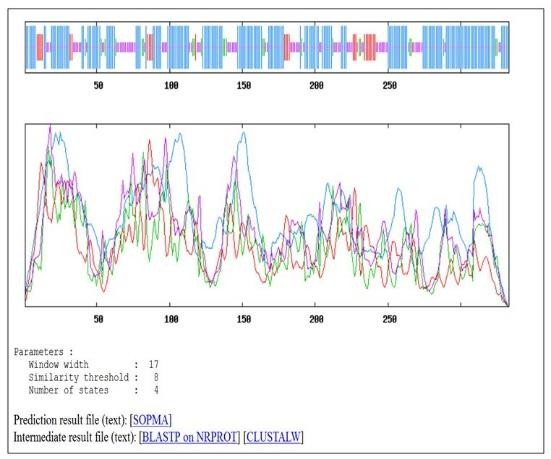 50 100 150 200 250
50 100 150 200 250
Parameters :
Window width : 17
Similarity threshold : 8
Number of states : 4
Prediction result file (text): [SOPMA]
Intermediate result file (text): [BLASTP on NRPROT] [CLUSTALW]